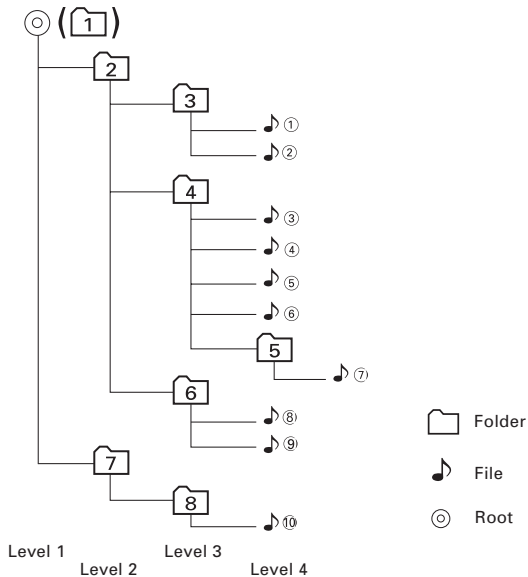 (1)
2
3
①
②
4
③
④
⑤
⑥
5
⑦
6
⑧
⑨
7
8
⑩
Folder
File
Root
Level 1
Level 2
Level 3
Level 4